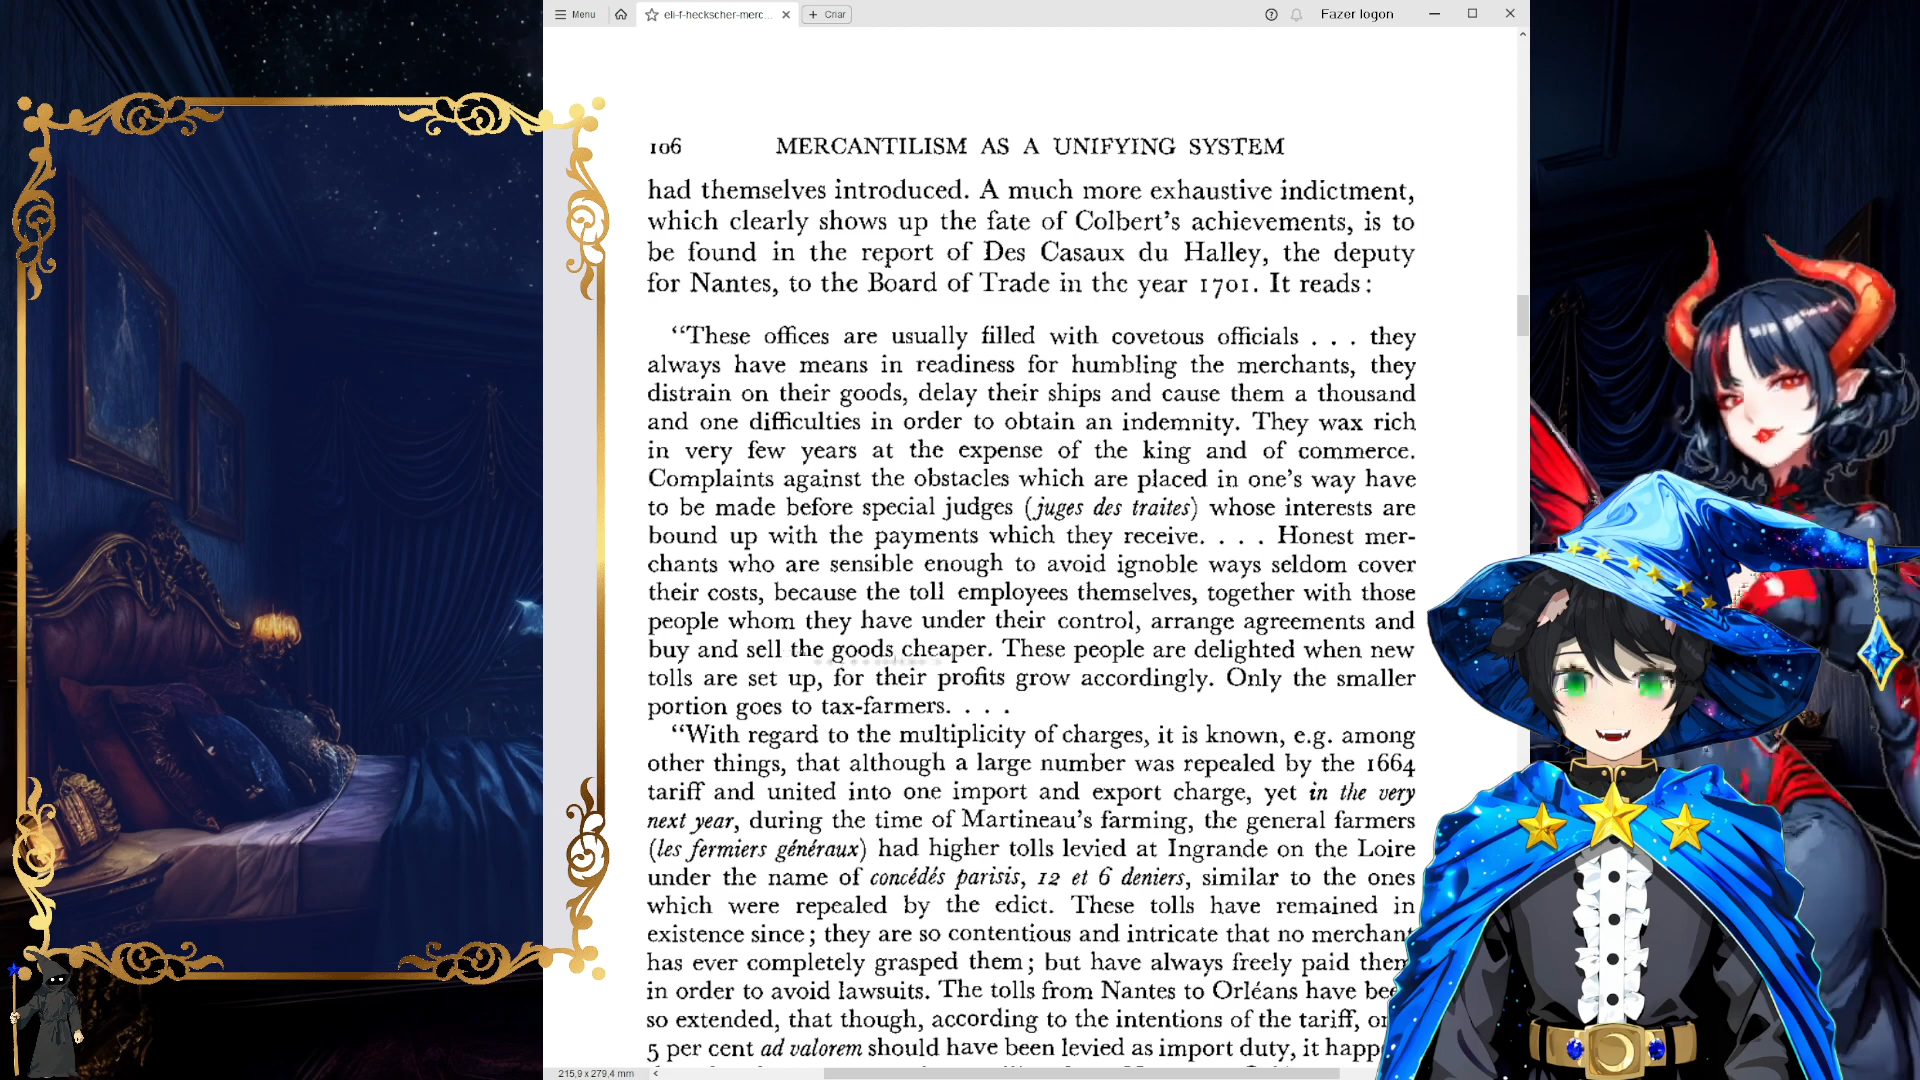 Menu
eli-f-heckscher-merc...
+ Criar
Fazer logon
106 MERCANTILISM AS A UNIFYING SYSTEM
had themselves introduced. A much more exhaustive indictment,
which clearly shows up the fate of Colbert's achievements, is to
be found in the report of Des Casaux du Halley, the deputy
for Nantes, to the Board of Trade in the year 1701. It reads:
"These offices are usually filled with covetous officials . . . they
always have means in readiness for humbling the merchants, they
distrain on their goods, delay their ships and cause them a thousand
and one difficulties in order to obtain an indemnity. They wax rich
in very few years at the expense of the king and of commerce.
Complaints against the obstacles which are placed in one's way have
to be made before special judges (juges des traites) whose interests are
bound up with the payments which they receive. . . . Honest mer-
chants who are sensible enough to avoid ignoble ways seldom cover
their costs, because the toll employees themselves, together with those
people whom they have under their control, arrange agreements and
buy and sell the goods cheaper. These people are delighted when new
tolls are set up, for their profits grow accordingly. Only the smaller
portion goes to tax-farmers. . . .
"With regard to the multiplicity of charges, it is known, e.g. among
other things, that although a large number was repealed by the 1664
tariff and united into one import and export charge, yet in the very
next year, during the time of Martineau's farming, the general farmers
(les fermiers généraux) had higher tolls levied at Ingrande on the Loire
under the name of concédés parisis, 12 et 6 deniers, similar to the ones
which were repealed by the edict. These tolls have remained in
existence since; they are so contentious and intricate that no merchant
has ever completely grasped them; but have always freely paid them
in order to avoid lawsuits. The tolls from Nantes to Orléans have bee
so extended, that though, according to the intentions of the tariff, or
5 per cent ad valorem should have been levied as import duty, it happ
215,9 x 279,4 mm